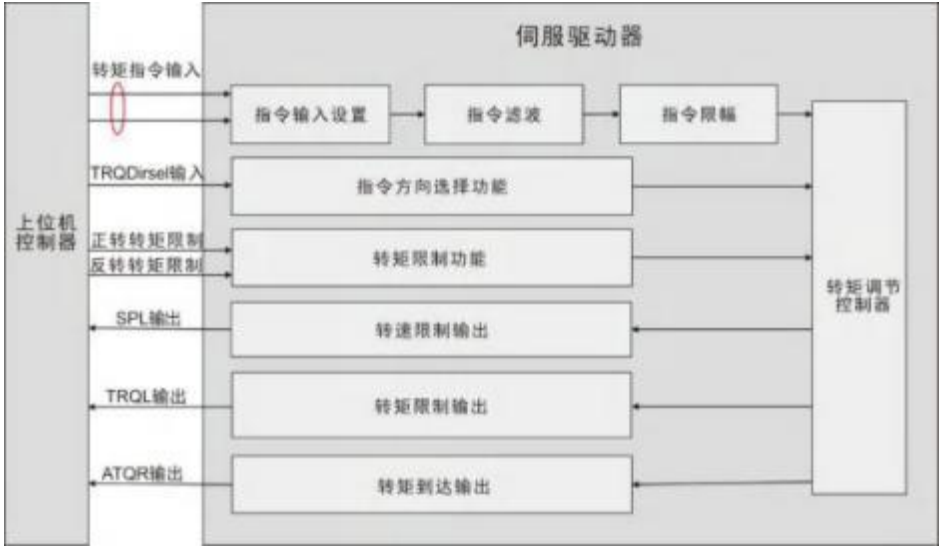 伺服驱动器
转矩指令输入
指令输入设置
指令滤波
指令限幅
TRQDirsel输入
指令方向选择功能
上位机
控制器
正转转矩限制
反转转矩限制
转矩限制功能
转矩调节
控制器
SPL输出
转速限制输出
TRQL输出
转矩限制输出
ATQR输出
转矩到达输出